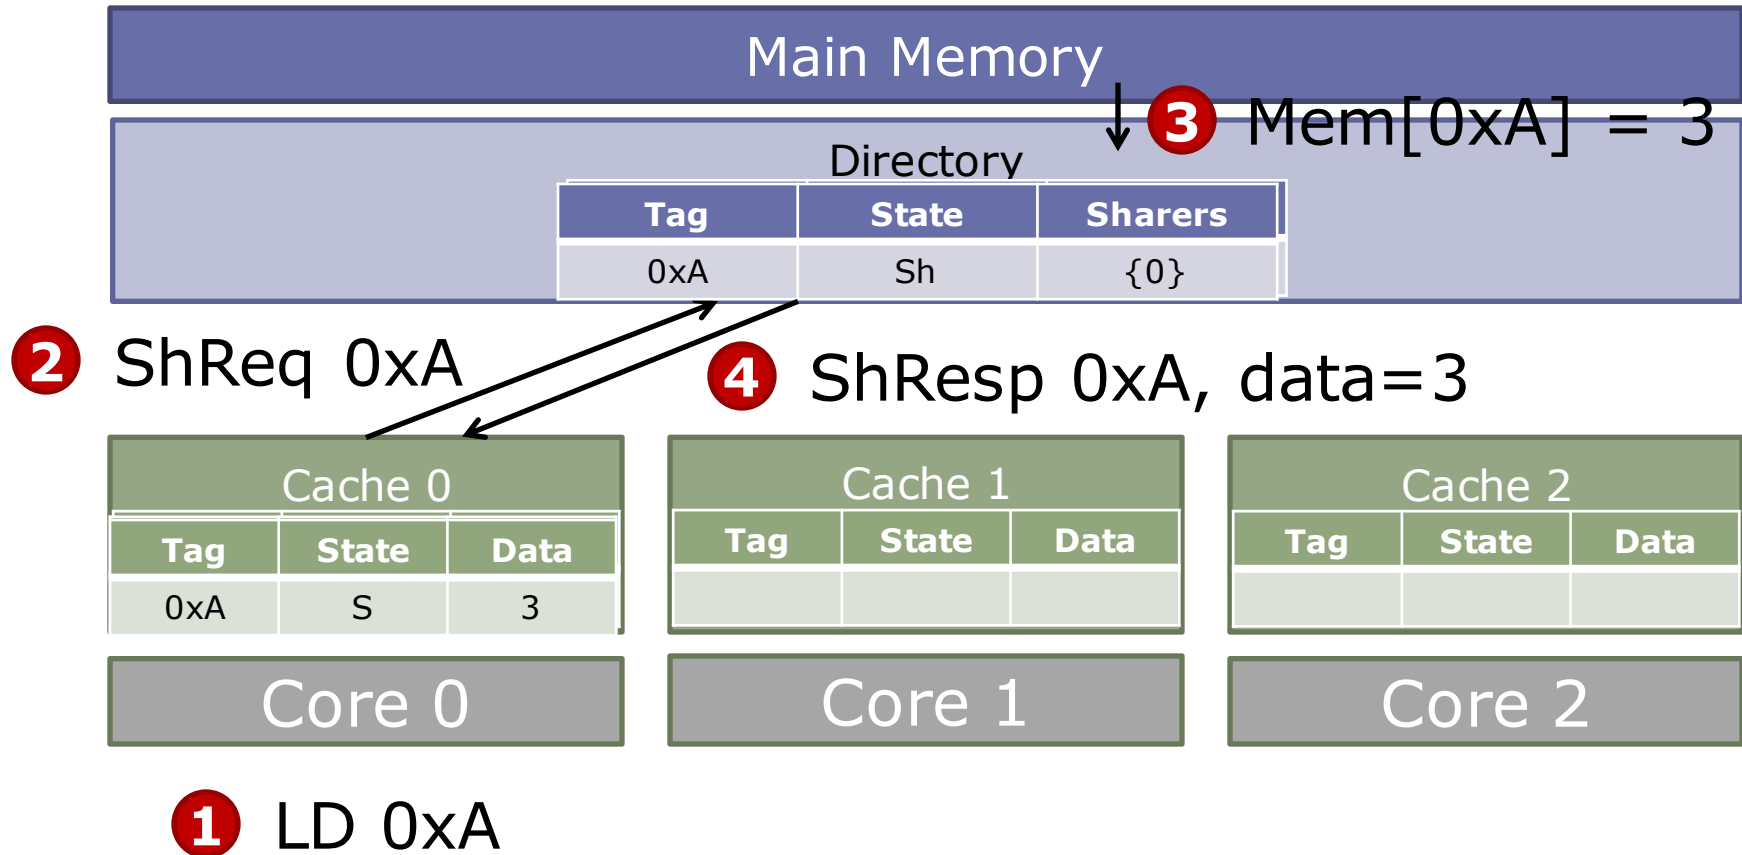 Main Memory
3 Mem[0xA] = 3
Directory
Tag State Sharers
0xA Sh {0}
2 ShReq 0xA
4 ShResp 0xA, data=3
Cache 0 Cache 1 Cache 2
Tag State Data Tag State Data Tag State Data
0xA S 3
Core 0 Core 1 Core 2
1 LD 0xA